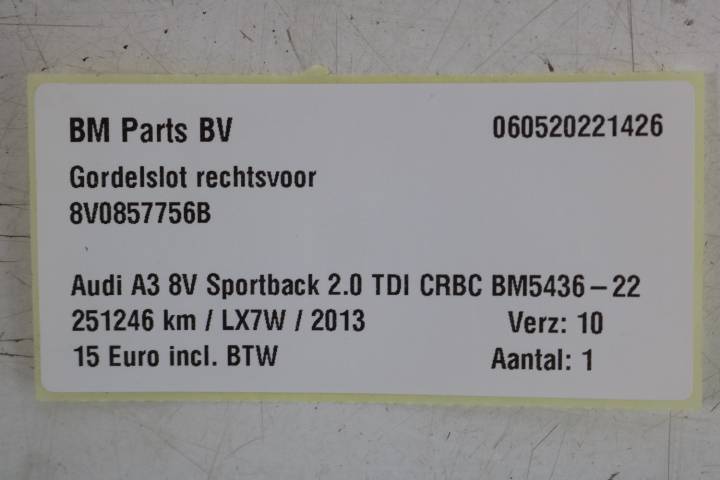 BM Parts BV 060520221426
Gordelslot rechtsvoor
8V0857756B
Audi A3 8V Sportback 2.0 TDI CRBC BM5436-22
251246 km / LX7W / 2013 Verz: 10
15 Euro incl. BTW Aantal: 1